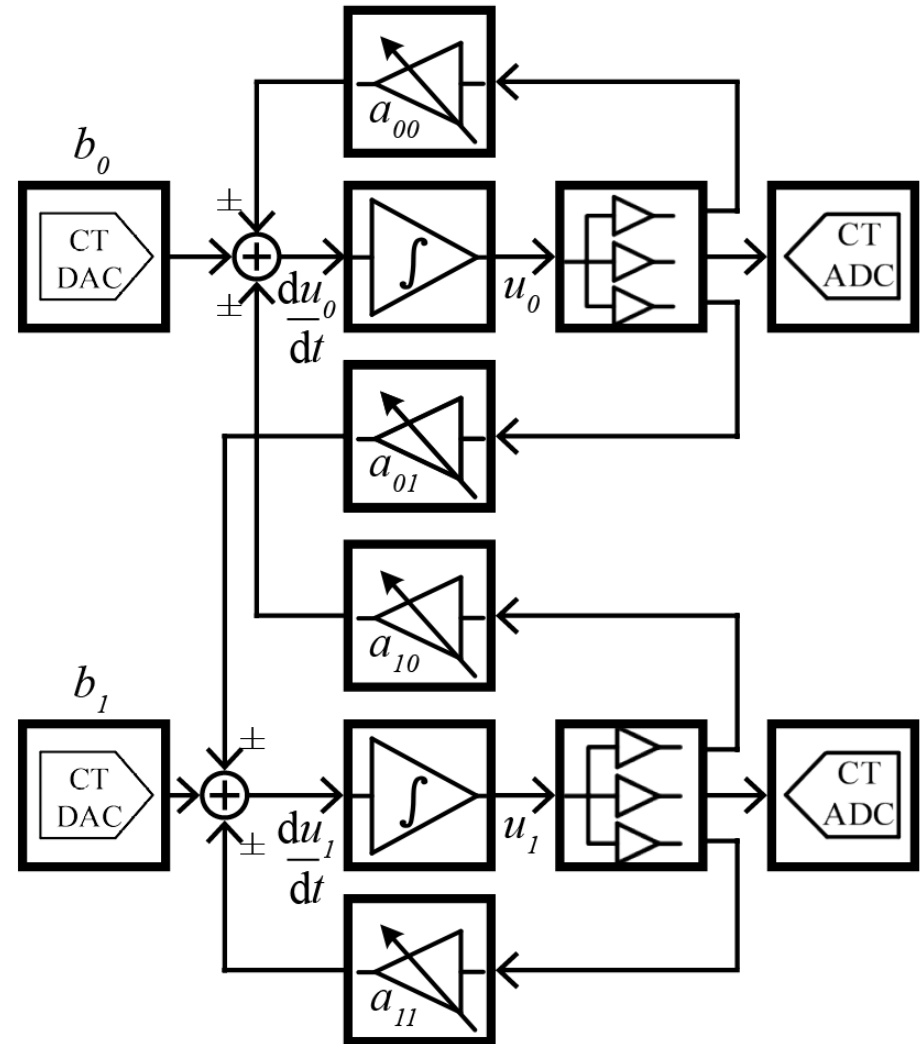 a00
b0
CT
DAC
±
+
±
du0
dt
∫
u0
CT
ADC
a01
a10
b1
CT
DAC
±
+
±
du1
dt
∫
u1
CT
ADC
a11